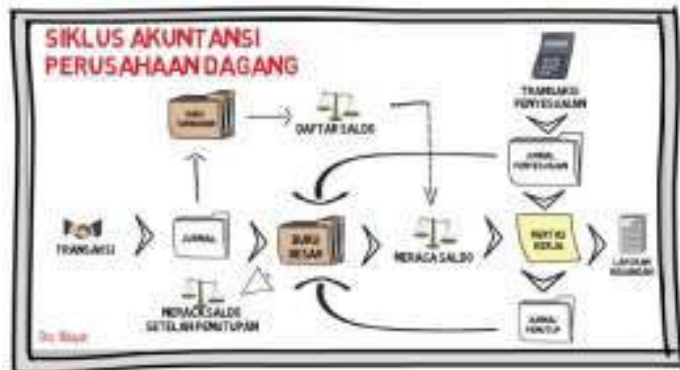 SIKLUS AKUNTANSI
PERUSAHAAN DAGANG
TRANSAKSI
PENYESUAIAN
DAFTAR SALDO
JURNAL
PENYESUAIAN
TRANSAKSI
JURNAL
BUKU
BESAR
NERACA SALDO
KERTAS
KERJA
LAPORAN
KEUANGAN
NERACA SALDO
SETELAH PENUTUPAN
JURNAL
PENUTUP